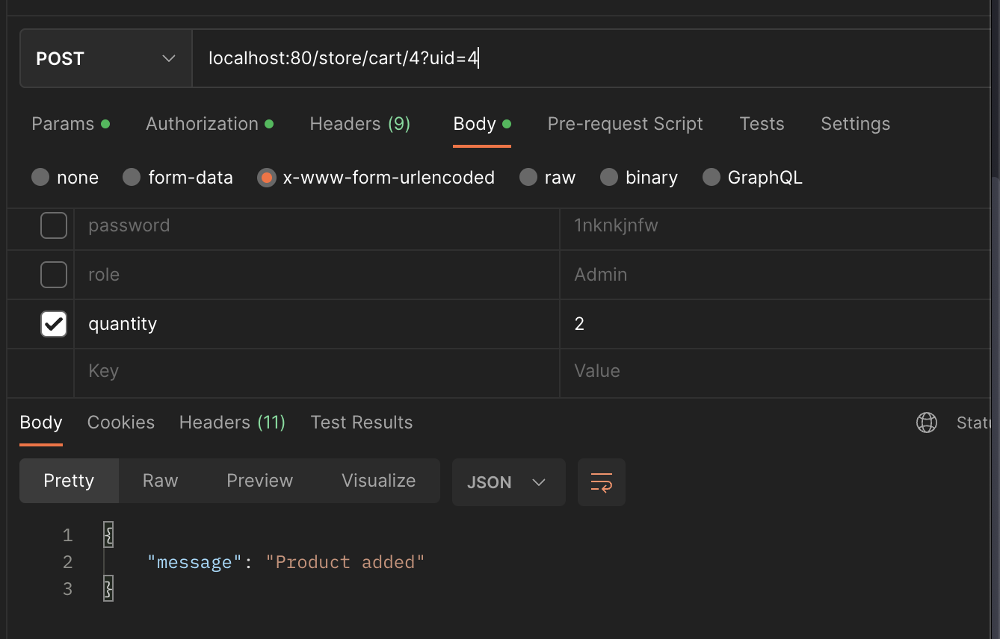 POST localhost:80/store/cart/4?uid=4
Params Authorization Headers (9) Body Pre-request Script Tests Settings
none form-data x-www-form-urlencoded raw binary GraphQL
password 1nknkjnfw
role Admin
quantity 2
Key Value
Body Cookies Headers (11) Test Results
Pretty Raw Preview Visualize JSON
1 {
2 "message": "Product added"
3 }